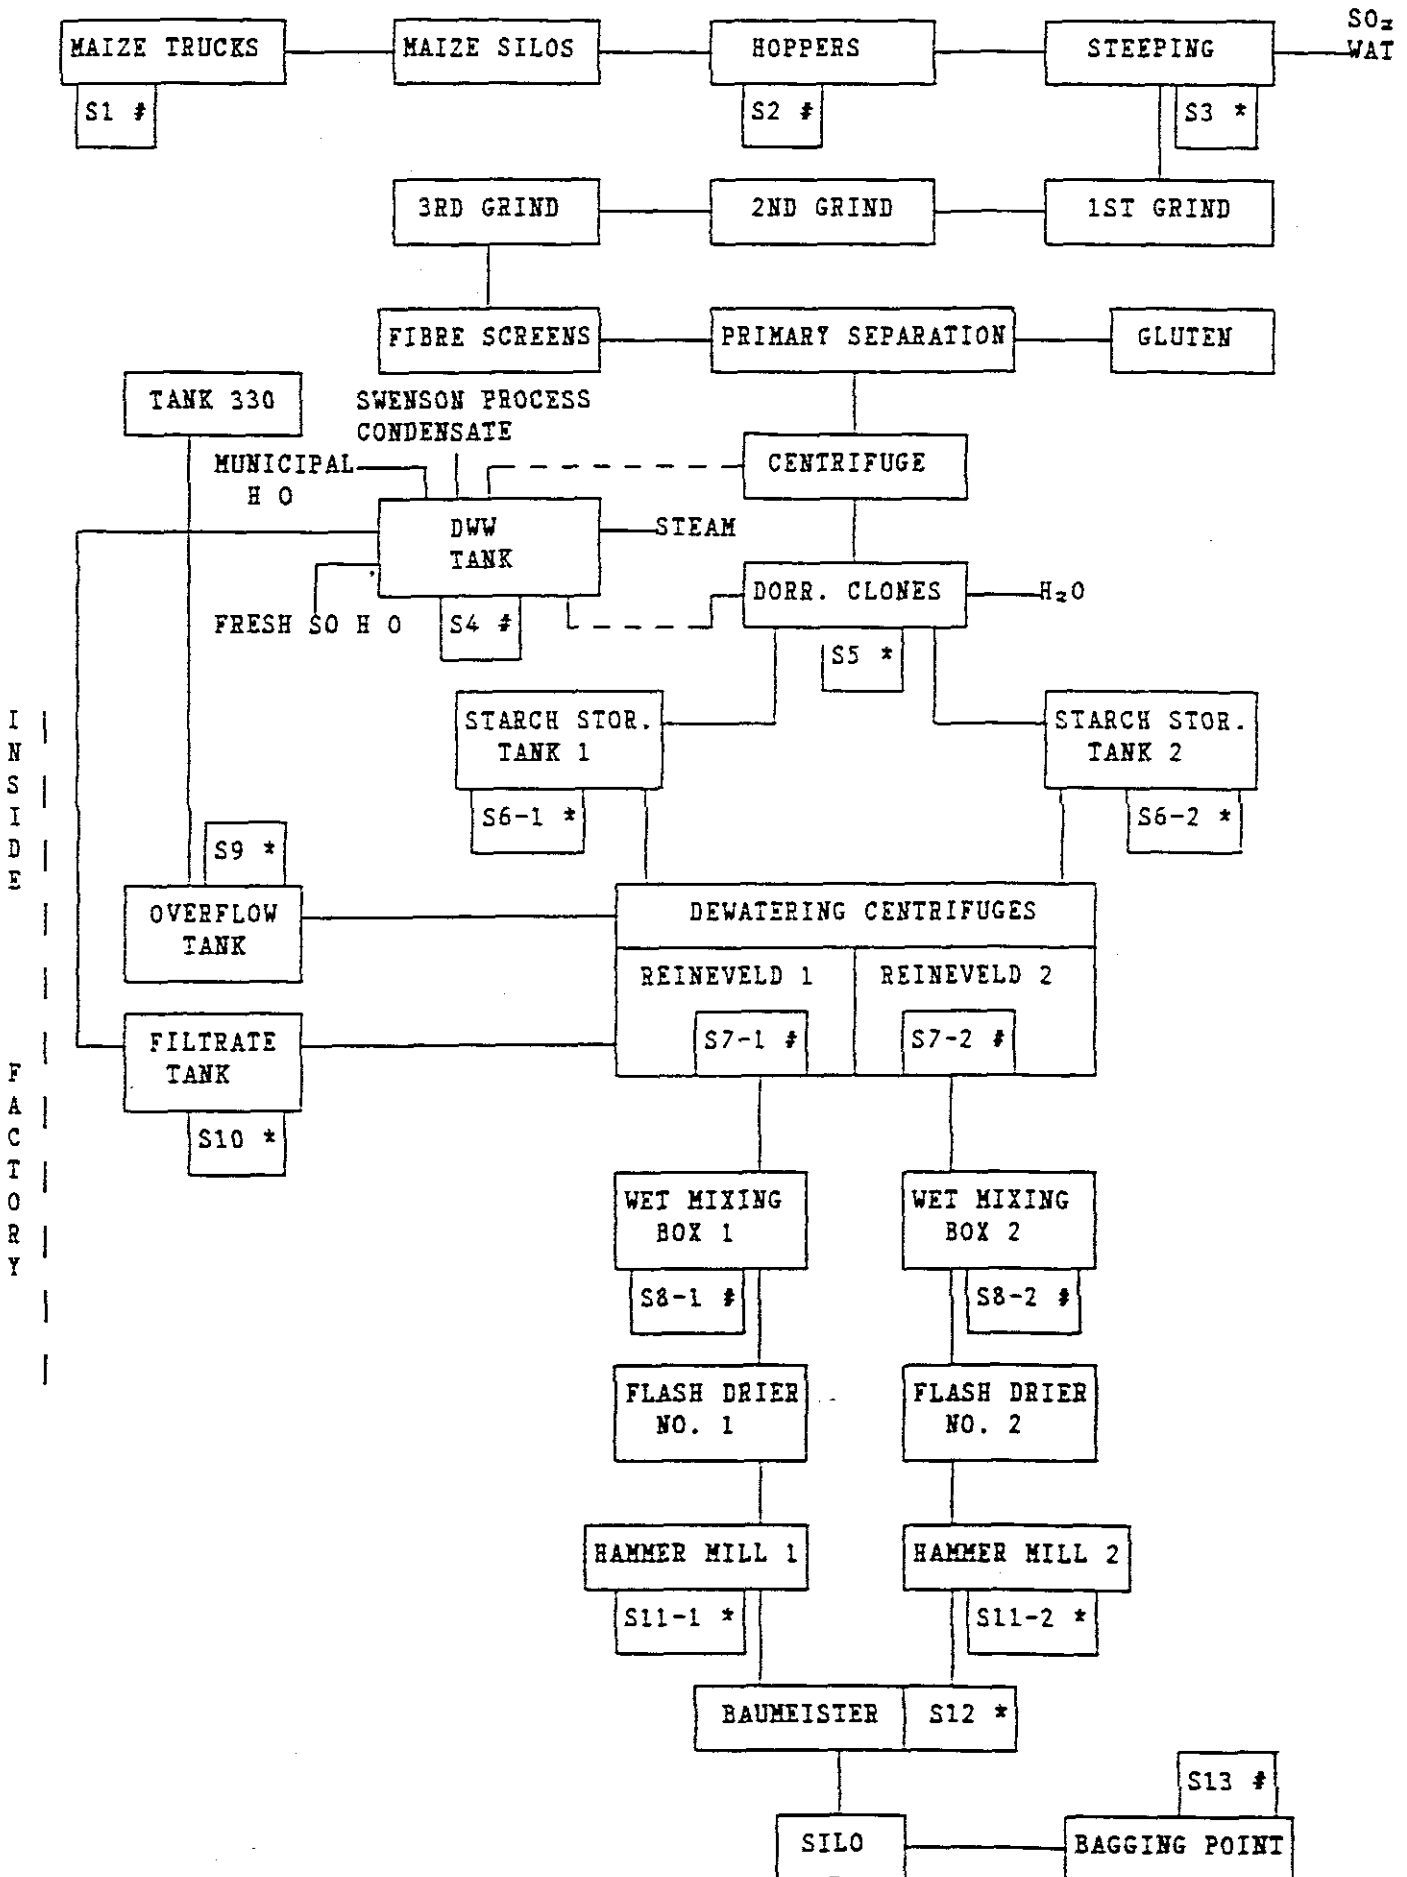 SO₂
MAIZE TRUCKS
MAIZE SILOS
HOPPERS
STEEPING
WAT
S1 #
S2 #
S3 *
3RD GRIND
2ND GRIND
1ST GRIND
FIBRE SCREENS
PRIMARY SEPARATION
GLUTEN
TANK 330
SWENSON PROCESS
CONDENSATE
MUNICIPAL
H O
CENTRIFUGE
DWW
TANK
STEAM
DORR. CLONES
H₂O
FRESH SO H O
S4 #
S5 *
STARCH STOR.
TANK 1
STARCH STOR.
TANK 2
S6-1 *
S6-2 *
S9 *
OVERFLOW
TANK
DEWATERING CENTRIFUGES
REINEVELD 1
REINEVELD 2
S7-1 #
S7-2 #
FILTRATE
TANK
S10 *
INSIDE FACTORY
WET MIXING
BOX 1
WET MIXING
BOX 2
S8-1 #
S8-2 #
FLASH DRIER
NO. 1
FLASH DRIER
NO. 2
HAMMER MILL 1
HAMMER MILL 2
S11-1 *
S11-2 *
BAUMEISTER
S12 *
S13 #
SILO
BAGGING POINT